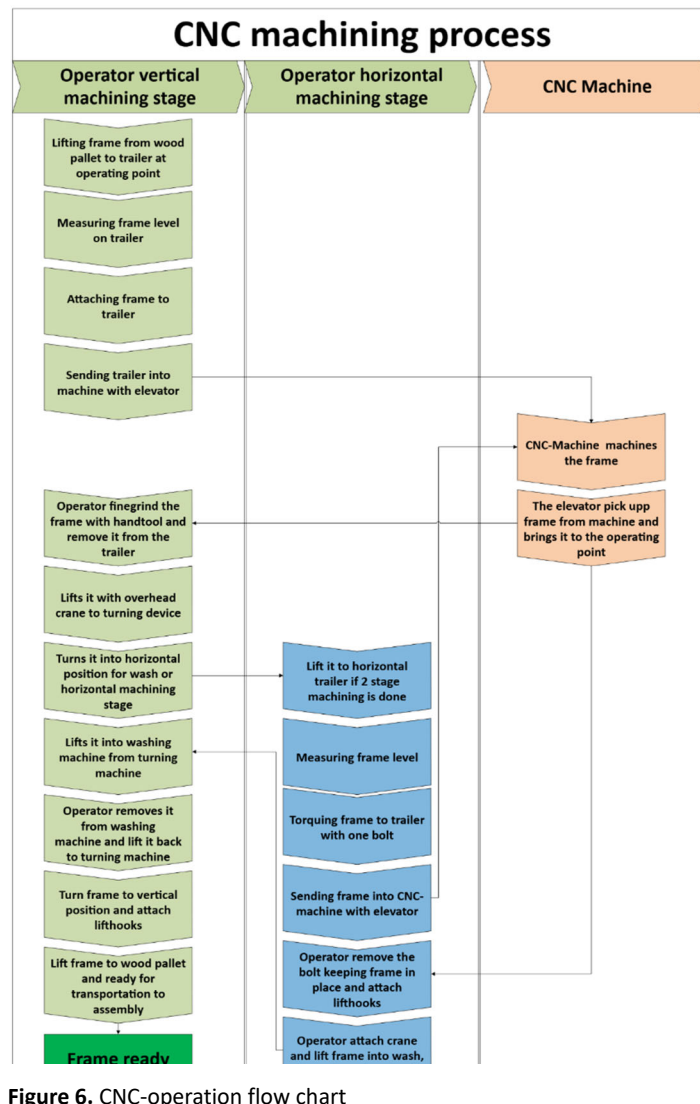 CNC machining process
Operator vertical
machining stage
Operator horizontal
machining stage
CNC Machine
Lifting frame from wood
pallet to trailer at
operating point
Measuring frame level
on trailer
Attaching frame to
trailer
Sending trailer into
machine with elevator
CNC-Machine machines
the frame
Operator finegrind the
frame with handtool and
remove it from the
trailer
The elevator pick upp
frame from machine and
brings it to the operating
point
Lifts it with overhead
crane to turning device
Turns it into horizontal
position for wash or
horizontal machining
stage
Lift it to horizontal
trailer if 2 stage
machining is done
Lifts it into washing
machine from turning
machine
Measuring frame level
Operator removes it
from washing
machine and lift it back
to turning machine
Torquing frame to trailer
with one bolt
Turn frame to vertical
position and attach
lifthooks
Sending frame into CNC-
machine with elevator
Lift frame to wood pallet
and ready for
transportation to
assembly
Operator remove the
bolt keeping frame in
place and attach
lifthooks
Frame ready
Operator attach crane
and lift frame into wash,
Figure 6. CNC-operation flow chart